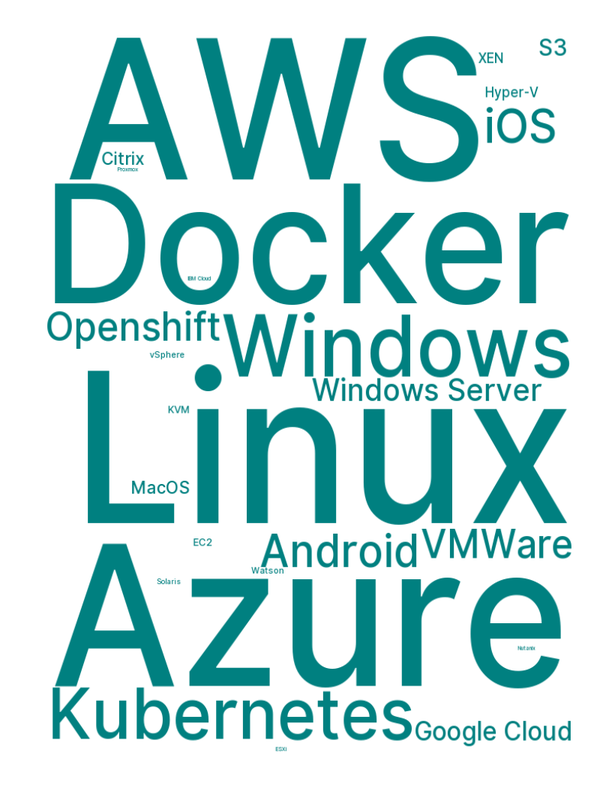 AWS
XEN
S3
Hyper-V
iOS
Citrix
Proxmox
Docker
IBM Cloud
Openshift
Windows
vSphere
Windows Server
Linux
KVM
MacOS
EC2
Android
VMWare
Watson
Solaris
Azure
Kubernetes
Google Cloud
ESXi